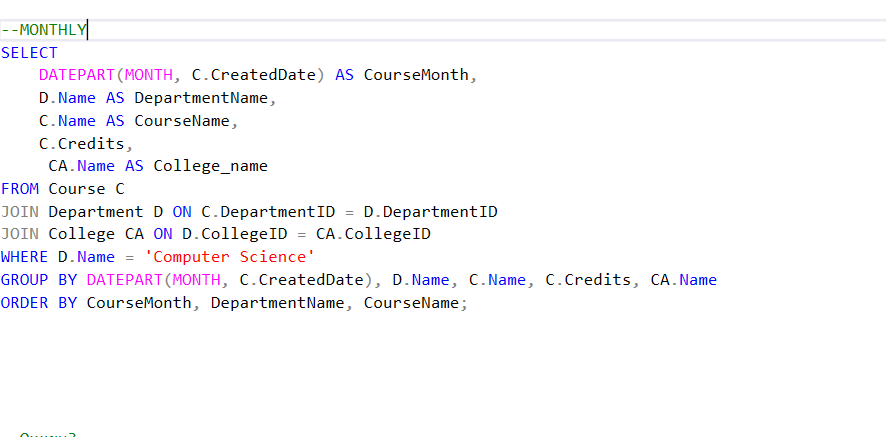 --MONTHLY
SELECT
DATEPART(MONTH, C.CreatedDate) AS CourseMonth,
D.Name AS DepartmentName,
C.Name AS CourseName,
C.Credits,
CA.Name AS College_name
FROM Course C
JOIN Department D ON C.DepartmentID = D.DepartmentID
JOIN College CA ON D.CollegeID = CA.CollegeID
WHERE D.Name = 'Computer Science'
GROUP BY DATEPART(MONTH, C.CreatedDate), D.Name, C.Name, C.Credits, CA.Name
ORDER BY CourseMonth, DepartmentName, CourseName;